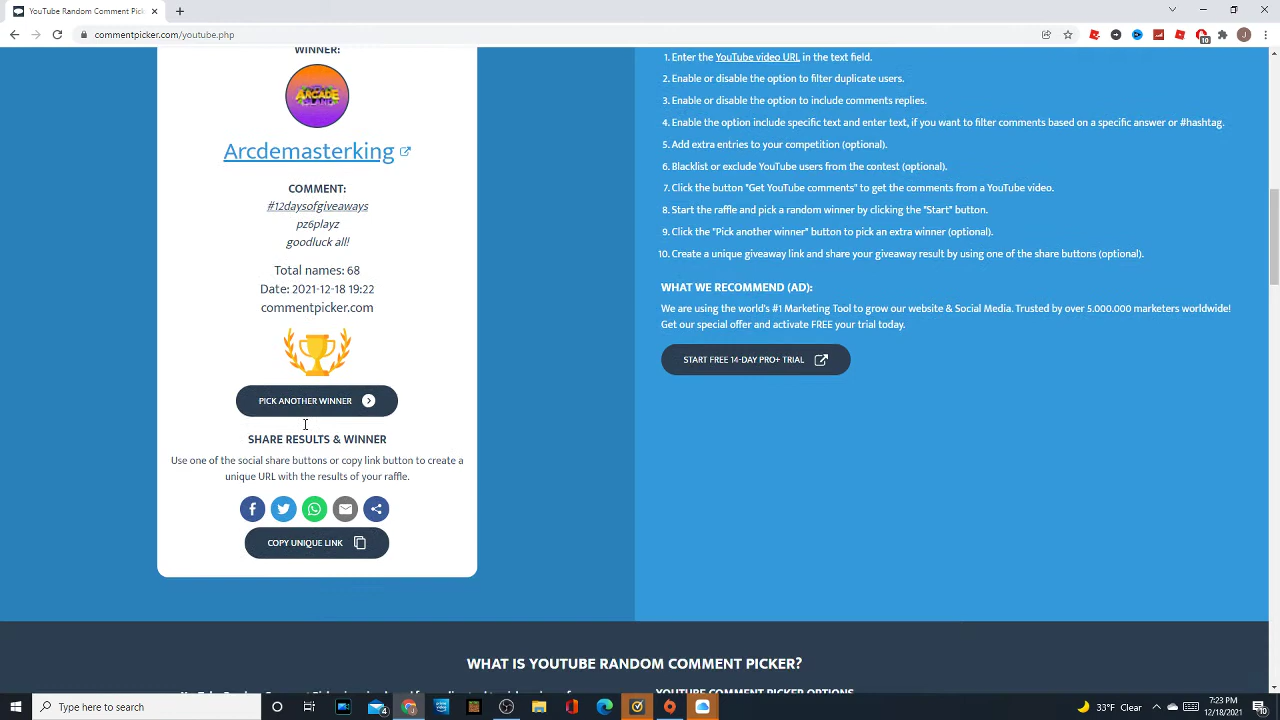 YouTube Random Comment Picker
commentpicker.com/youtube.php
10
J
WINNER:
ARCADE
Arcdemasterking
COMMENT:
#12daysofgiveaways
pz6playz
goodluck all!
Total names: 68
Date: 2021-12-18 19:22
commentpicker.com
PICK ANOTHER WINNER
SHARE RESULTS & WINNER
Use one of the social share buttons or copy link button to create a
unique URL with the results of your raffle.
COPY UNIQUE LINK
1. Enter the YouTube video URL in the text field.
2. Enable or disable the option to filter duplicate users.
3. Enable or disable the option to include comments replies.
4. Enable the option include specific text and enter text, if you want to filter comments based on a specific answer or #hashtag.
5. Add extra entries to your competition (optional).
6. Blacklist or exclude YouTube users from the contest (optional).
7. Click the button "Get YouTube comments" to get the comments from a YouTube video.
8. Start the raffle and pick a random winner by clicking the "Start" button.
9. Click the "Pick another winner" button to pick an extra winner (optional).
10. Create a unique giveaway link and share your giveaway result by using one of the share buttons (optional).
WHAT WE RECOMMEND (AD):
We are using the world's #1 Marketing Tool to grow our website & Social Media. Trusted by over 5.000.000 marketers worldwide!
Get our special offer and activate FREE your trial today.
START FREE 14-DAY PRO+ TRIAL
WHAT IS YOUTUBE RANDOM COMMENT PICKER?
YOUTUBE COMMENT PICKER OPTIONS
Type here to search
4
33°F Clear
7:23 PM
12/18/2021